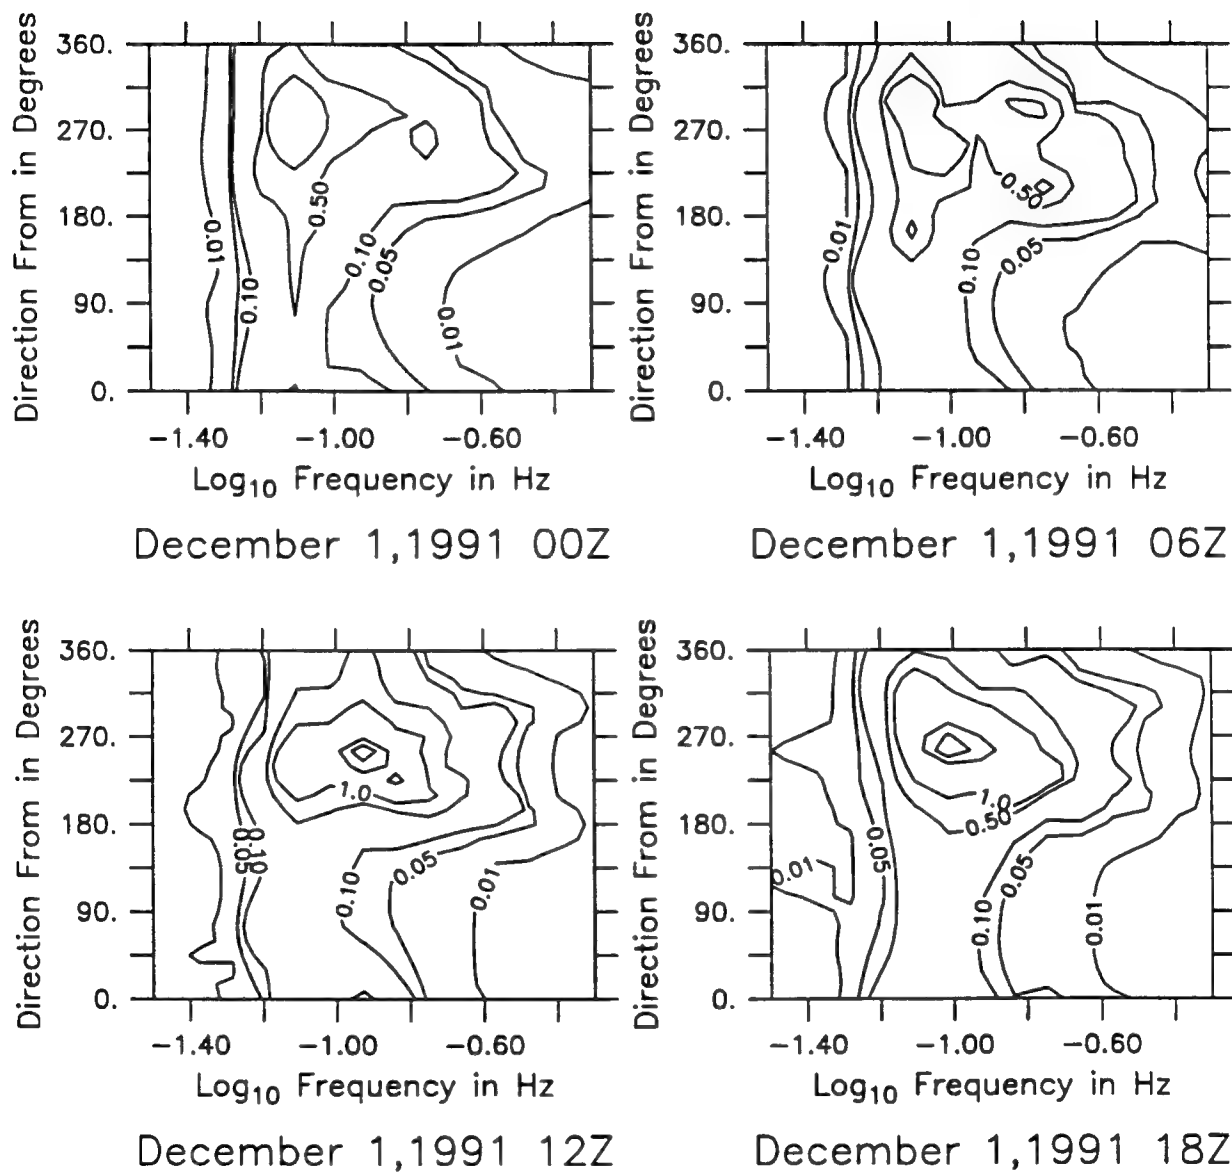 Direction From in Degrees
360.
270.
180.
90.
0.
0.01
0.10
0.50
0.10
0.05
0.01
-1.40 -1.00 -0.60
Log10 Frequency in Hz
December 1,1991 00Z
Direction From in Degrees
360.
270.
180.
90.
0.
0.01
0.50
0.10
0.05
-1.40 -1.00 -0.60
Log10 Frequency in Hz
December 1,1991 06Z
Direction From in Degrees
360.
270.
180.
90.
0.
0.05
0.10
1.0
0.10
0.05
0.01
-1.40 -1.00 -0.60
Log10 Frequency in Hz
December 1,1991 12Z
Direction From in Degrees
360.
270.
180.
90.
0.
0.01
0.05
1.0
0.50
0.10
0.05
0.01
-1.40 -1.00 -0.60
Log10 Frequency in Hz
December 1,1991 18Z